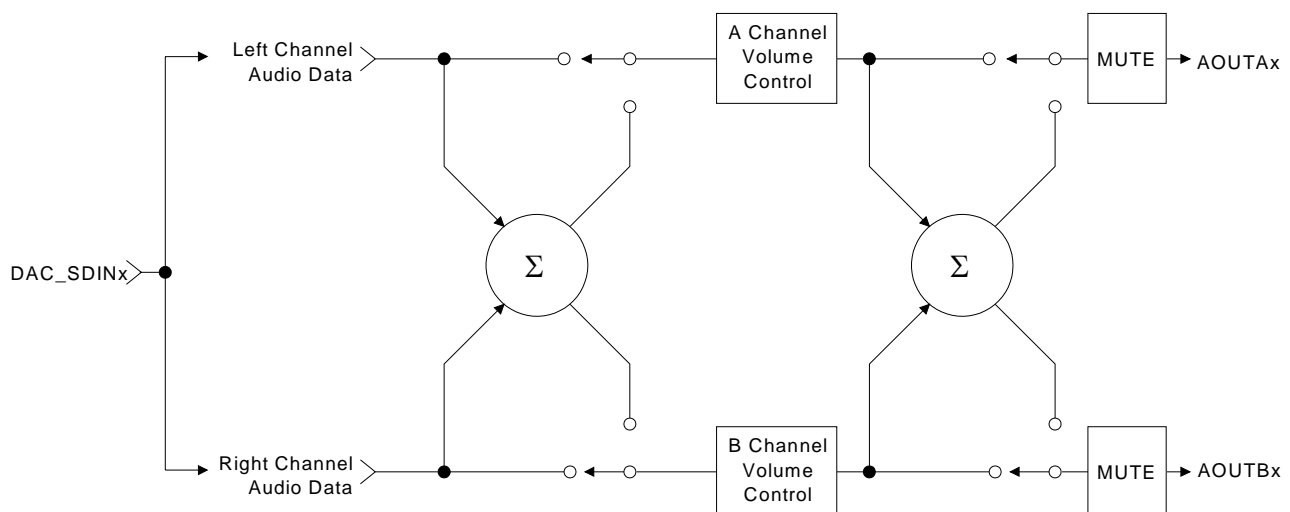 Left Channel
Audio Data
A Channel
Volume
Control
MUTE
AOUTAx
Σ
Σ
DAC_SDINx
Right Channel
Audio Data
B Channel
Volume
Control
MUTE
AOUTBx